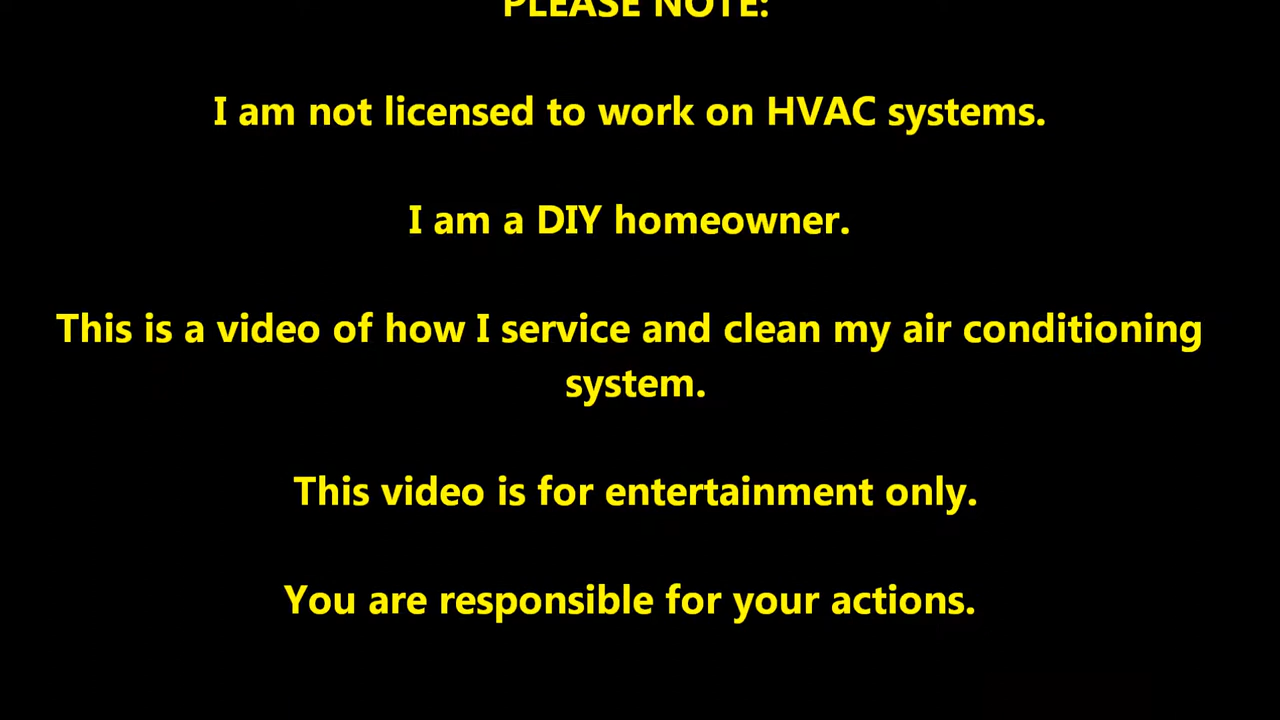 PLEASE NOTE:
I am not licensed to work on HVAC systems.
I am a DIY homeowner.
This is a video of how I service and clean my air conditioning
system.
This video is for entertainment only.
You are responsible for your actions.